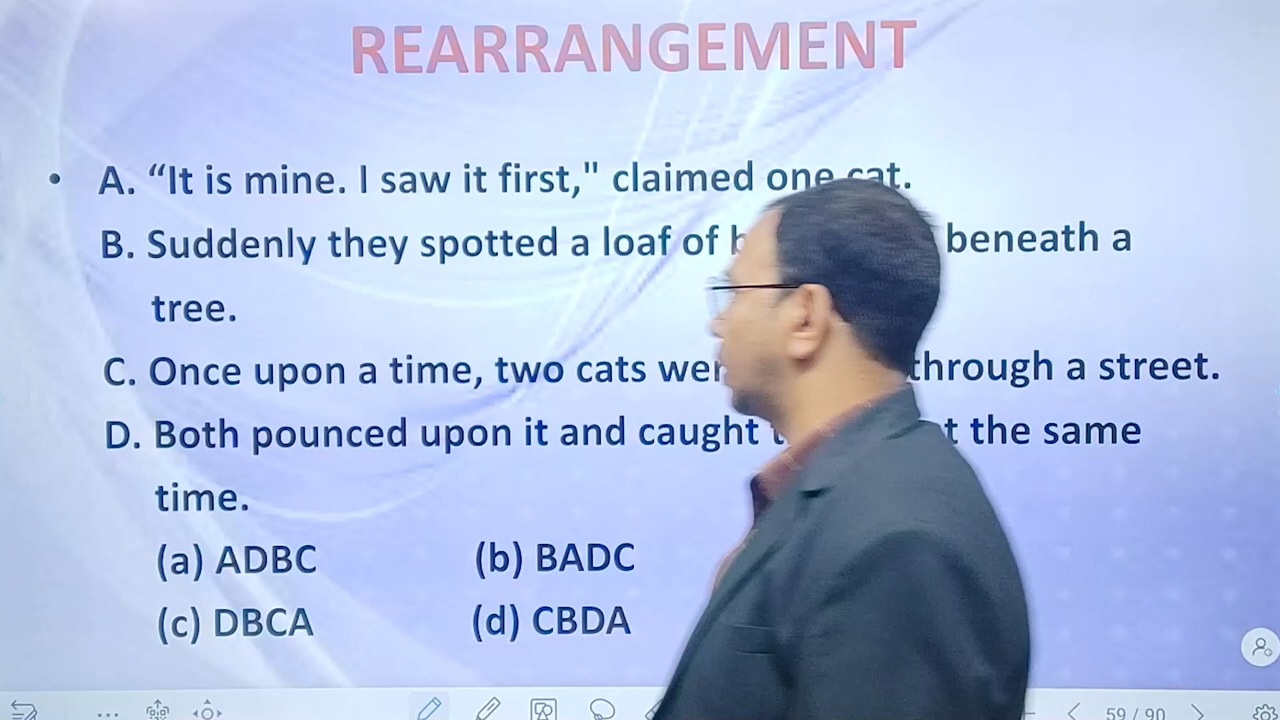 REARRANGEMENT
• A. “It is mine. I saw it first," claimed one cat.
B. Suddenly they spotted a loaf of beneath a
tree.
C. Once upon a time, two cats through a street.
D. Both pounced upon it and caught the same
time.
(a) ADBC (b) BADC
(c) DBCA (d) CBDA
59 / 90